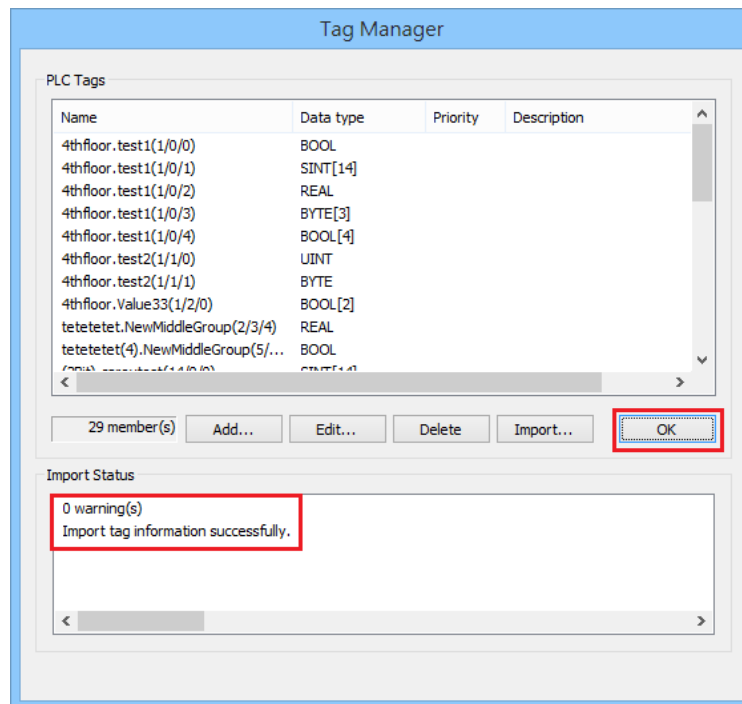 Tag Manager
PLC Tags
Name Data type Priority Description
4thfloor.test1(1/0/0) BOOL
4thfloor.test1(1/0/1) SINT[14]
4thfloor.test1(1/0/2) REAL
4thfloor.test1(1/0/3) BYTE[3]
4thfloor.test1(1/0/4) BOOL[4]
4thfloor.test2(1/1/0) UINT
4thfloor.test2(1/1/1) BYTE
4thfloor.Value33(1/2/0) BOOL[2]
tetetetet.NewMiddleGroup(2/3/4) REAL
tetetetet(4).NewMiddleGroup(5/... BOOL
SINT[14]
29 member(s) Add... Edit... Delete Import... OK
Import Status
0 warning(s)
Import tag information successfully.